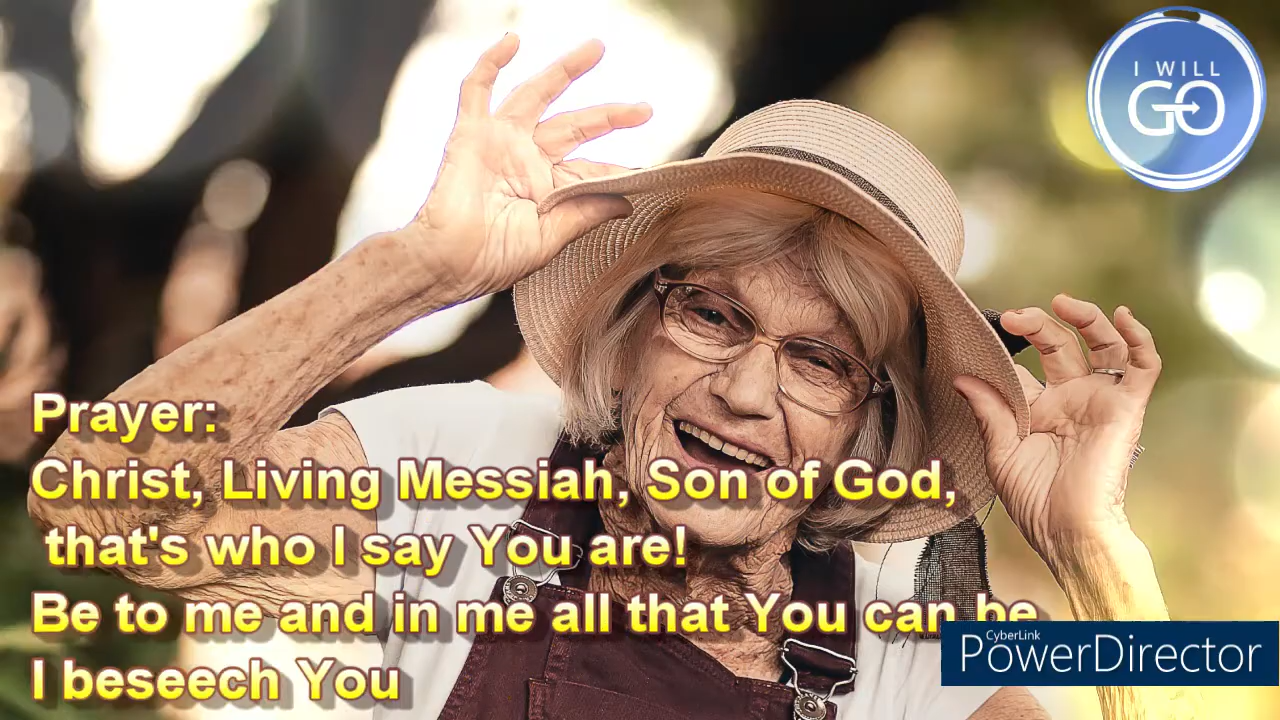 I WILL
GO
Prayer:
Christ, Living Messiah, Son of God,
that's who I say You are!
Be to me and in me all that You can be
I beseech You
CyberLink
PowerDirector